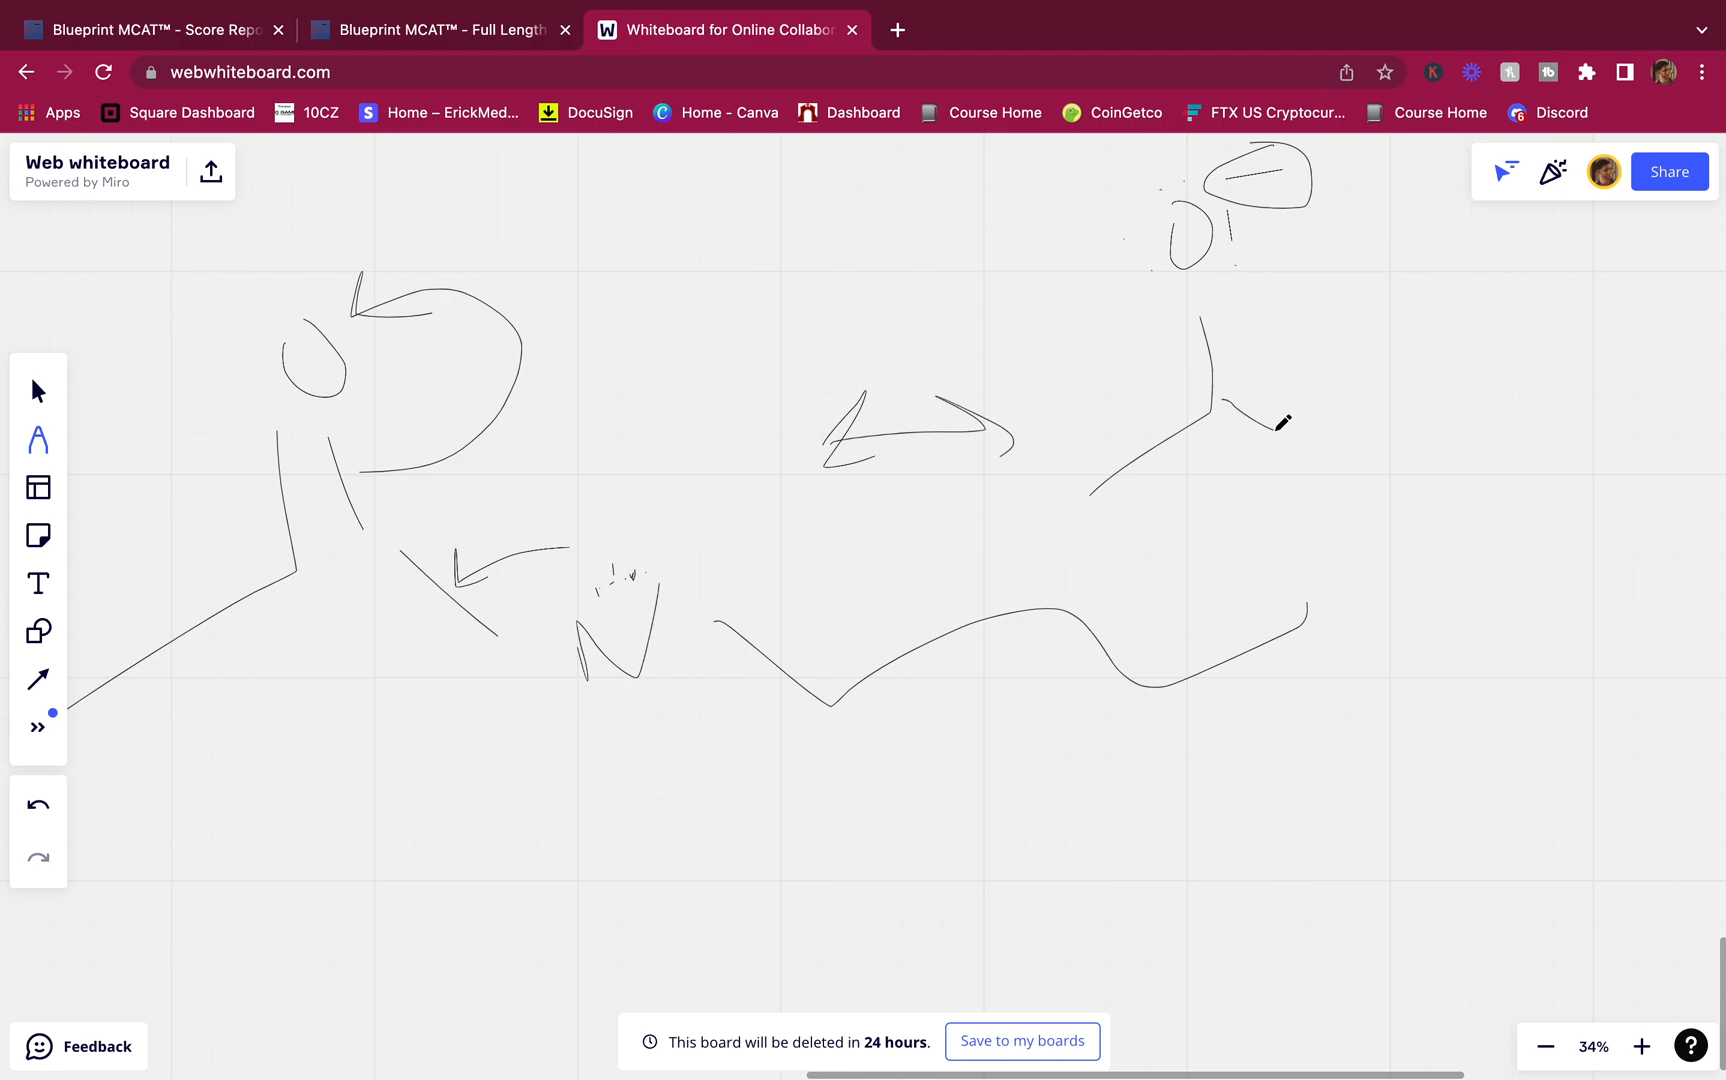 Blueprint MCAT™ - Score Repo
Blueprint MCAT™ - Full Length
W Whiteboard for Online Collabor
webwhiteboard.com
K
tb
Apps
Square Dashboard
10CZ
S Home – ErickMed...
DocuSign
C Home - Canva
Dashboard
Course Home
CoinGetco
FTX US Cryptocur...
Course Home
6 Discord
Web whiteboard
Powered by Miro
Share
O
O
N
T
Feedback
This board will be deleted in 24 hours.
Save to my boards
34%
?